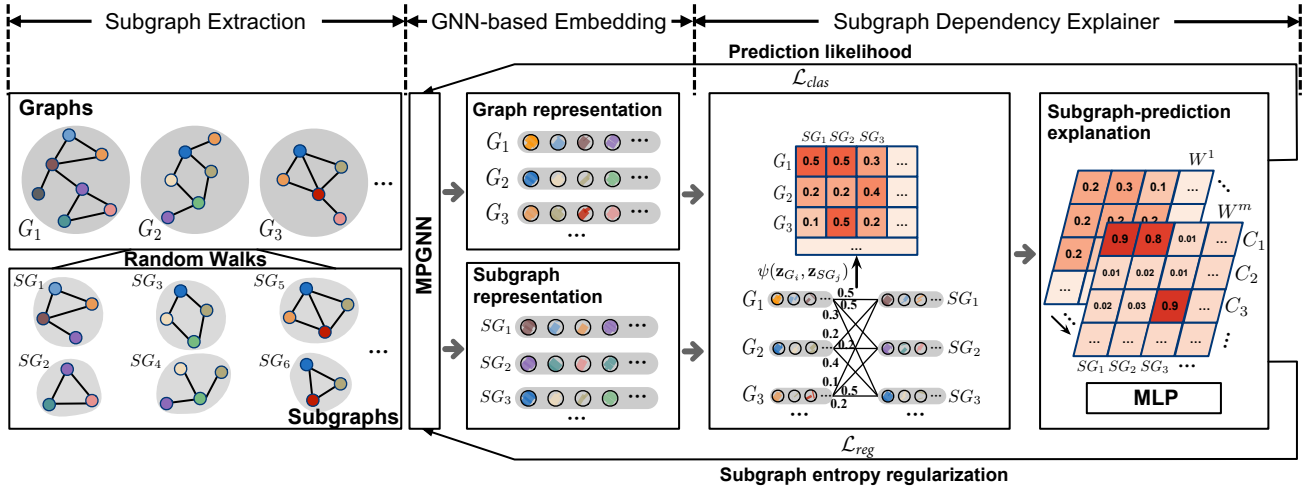 Subgraph Extraction
GNN-based Embedding
Subgraph Dependency Explainer
Prediction likelihood
ℒclas
Graphs
G1
G2
G3
...
Random Walks
SG1
SG3
SG5
SG2
SG4
SG6
...
Subgraphs
MPGNN
Graph representation
G1 ...
G2 ...
G3 ...
...
Subgraph
representation
SG1 ...
SG2 ...
SG3 ...
...
SG1 SG2 SG3
G1 0.5 0.5 0.3 ...
G2 0.2 0.2 0.4 ...
G3 0.1 0.5 0.2 ...
...
ψ(zGi, zSGj)
G1 ... 0.5 ... SG1
0.5
0.3
0.2
G2 ... 0.2 ... SG2
0.4
0.1
G3 ... 0.5 ... SG3
0.2
... ...
Subgraph-prediction
explanation
W1
0.2 0.3 0.1 ...
0.2 0.2 0.2
0.2
...
...
...
Wm
0.9 0.8 0.01 ... C1
0.01 0.02 0.01 ... C2
0.02 0.03 0.9 ... C3
... ... ... ... ...
SG1 SG2 SG3 ...
MLP
ℒreg
Subgraph entropy regularization